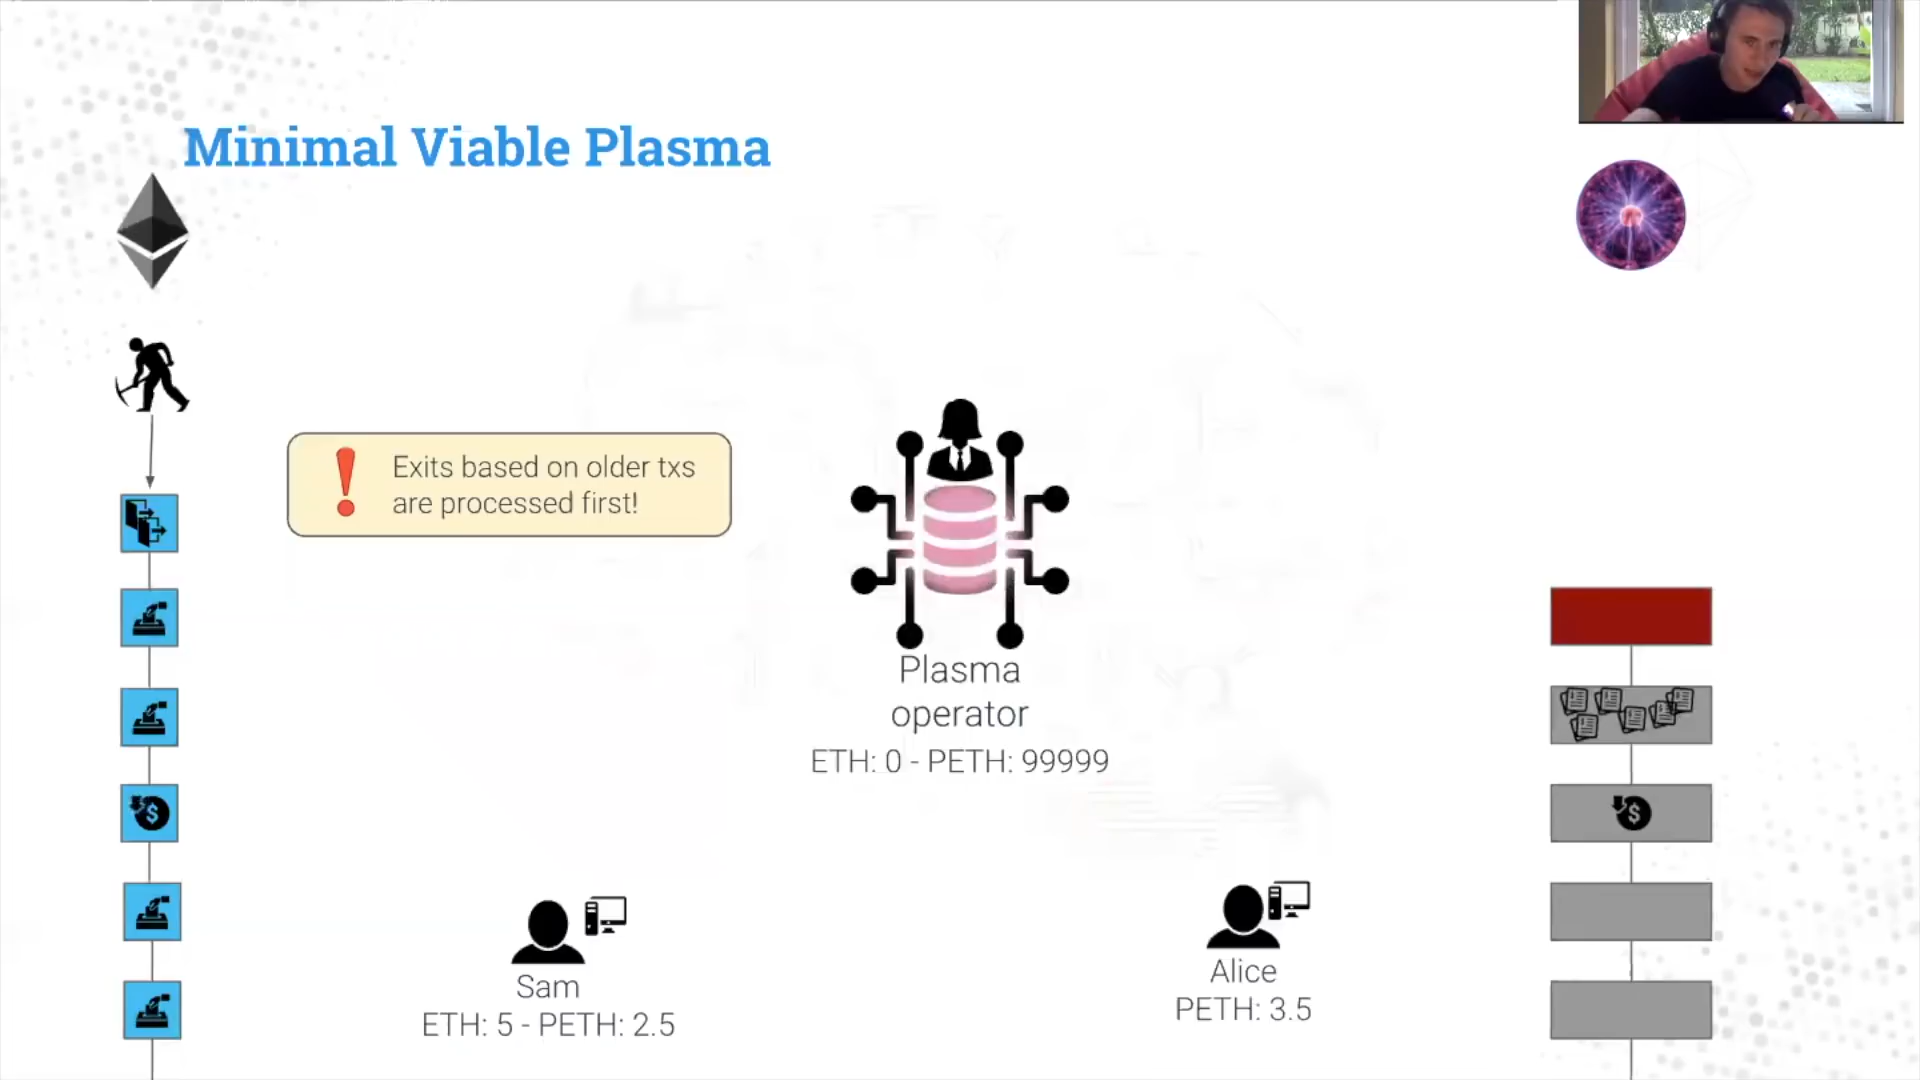 Minimal Viable Plasma
Exits based on older txs
are processed first!
Plasma
operator
ETH: 0 - PETH: 99999
Sam
ETH: 5 - PETH: 2.5
Alice
PETH: 3.5